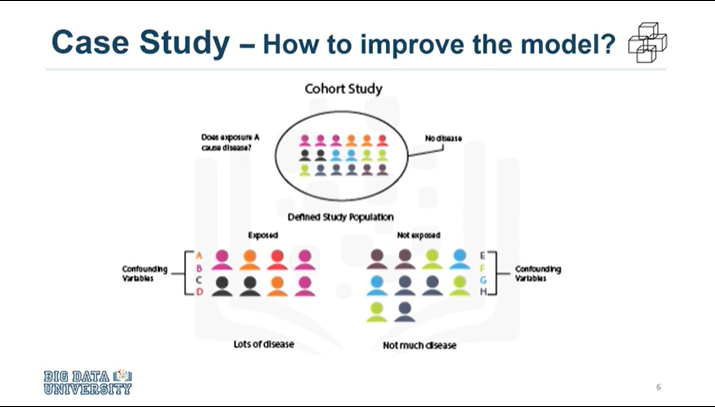 Case Study – How to improve the model?
Cohort Study
Does exposure A
cause disease?
No disease
Defined Study Population
Exposed
Not exposed
Confounding
Variables
A
B
C
D
E
F
G
H
Confounding
Variables
Lots of disease
Not much disease
BIG DATA
UNIVERSITY
6